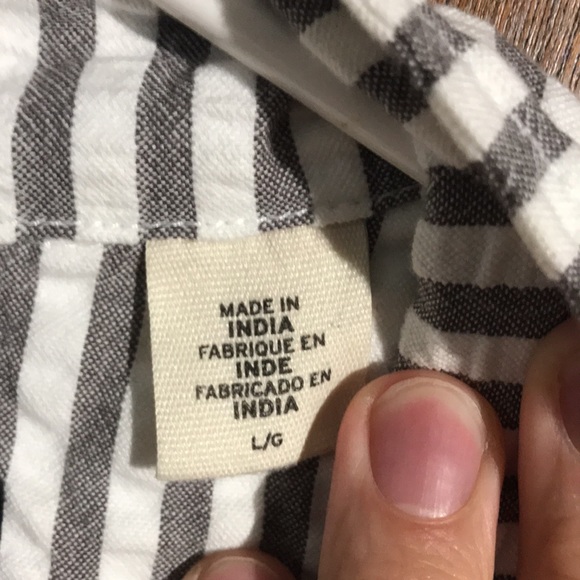 MADE IN
INDIA
FABRIQUE EN
INDE
FABRICADO EN
INDIA
L/G